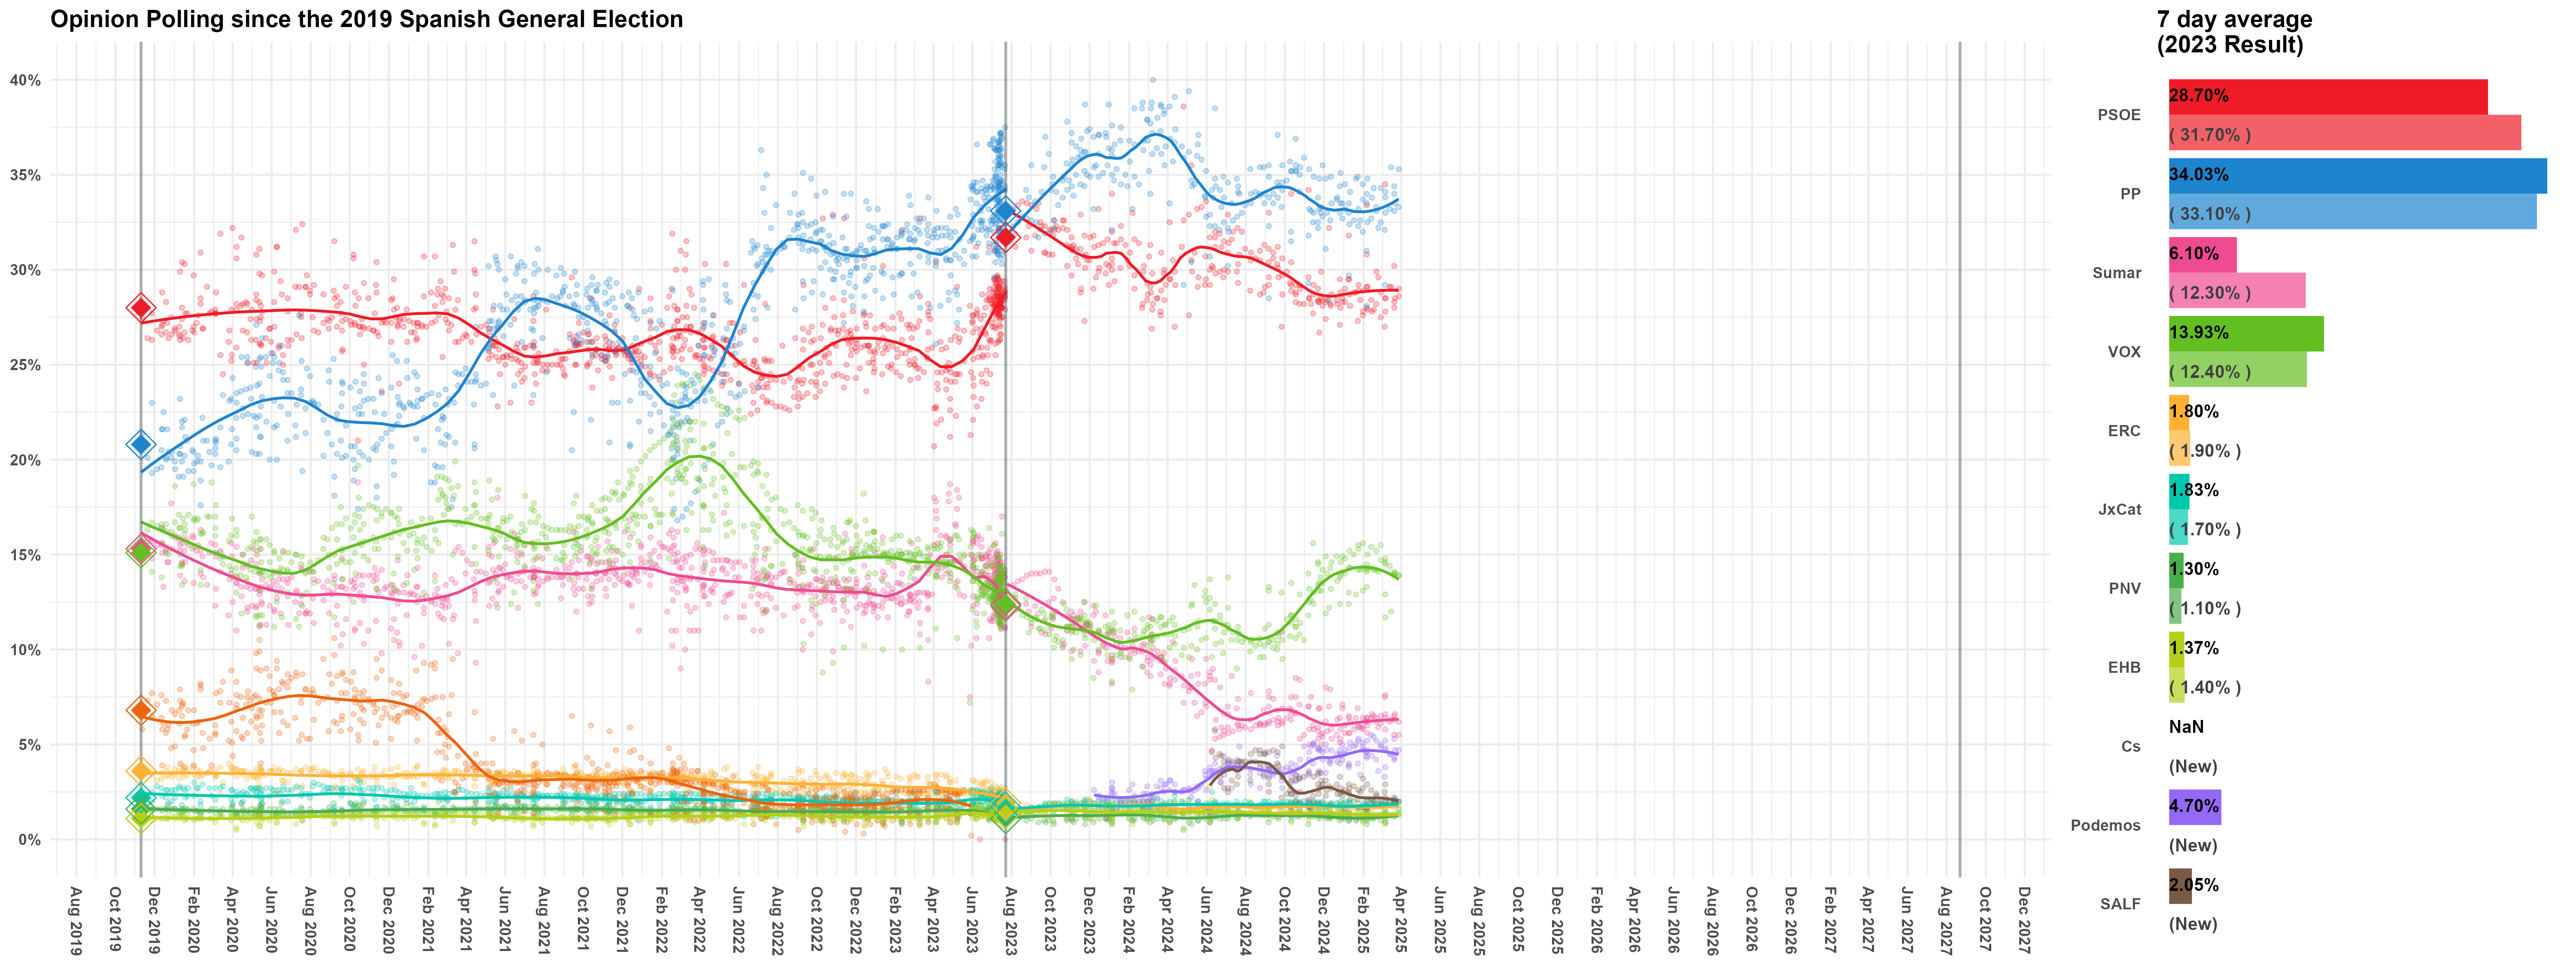 Opinion Polling since the 2019 Spanish General Election
40%
35%
30%
25%
20%
15%
10%
5%
0%
Aug 2019
Oct 2019
Dec 2019
Feb 2020
Apr 2020
Jun 2020
Aug 2020
Oct 2020
Dec 2020
Feb 2021
Apr 2021
Jun 2021
Aug 2021
Oct 2021
Dec 2021
Feb 2022
Apr 2022
Jun 2022
Aug 2022
Oct 2022
Dec 2022
Feb 2023
Apr 2023
Jun 2023
Aug 2023
Oct 2023
Dec 2023
Feb 2024
Apr 2024
Jun 2024
Aug 2024
Oct 2024
Dec 2024
Feb 2025
Apr 2025
Jun 2025
Aug 2025
Oct 2025
Dec 2025
Feb 2026
Apr 2026
Jun 2026
Aug 2026
Oct 2026
Dec 2026
Feb 2027
Apr 2027
Jun 2027
Aug 2027
Oct 2027
Dec 2027
7 day average
(2023 Result)
PSOE
28.70%
( 31.70% )
PP
34.03%
( 33.10% )
Sumar
6.10%
( 12.30% )
VOX
13.93%
( 12.40% )
ERC
1.80%
( 1.90% )
JxCat
1.83%
( 1.70% )
PNV
1.30%
( 1.10% )
EHB
1.37%
( 1.40% )
Cs
NaN
(New)
Podemos
4.70%
(New)
SALF
2.05%
(New)